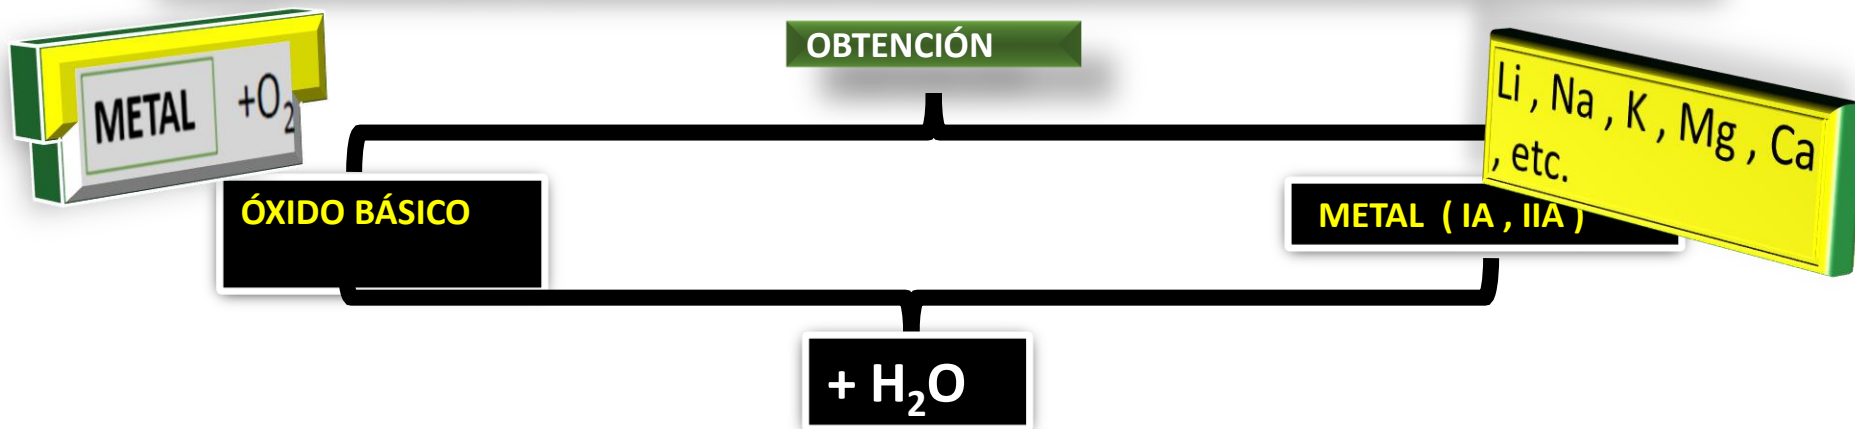 OBTENCIÓN
METAL +O₂
Li , Na , K , Mg , Ca
, etc.
ÓXIDO BÁSICO
METAL ( IA , IIA )
+ H₂O